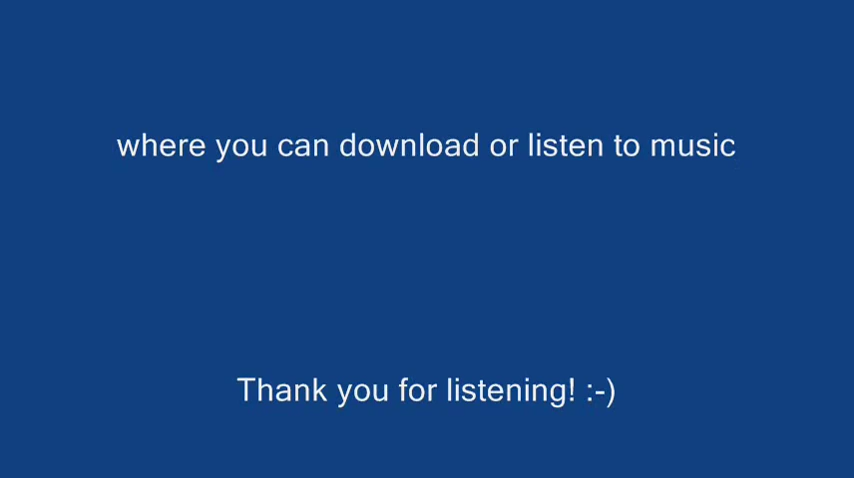 where you can download or listen to music
Thank you for listening! :-)